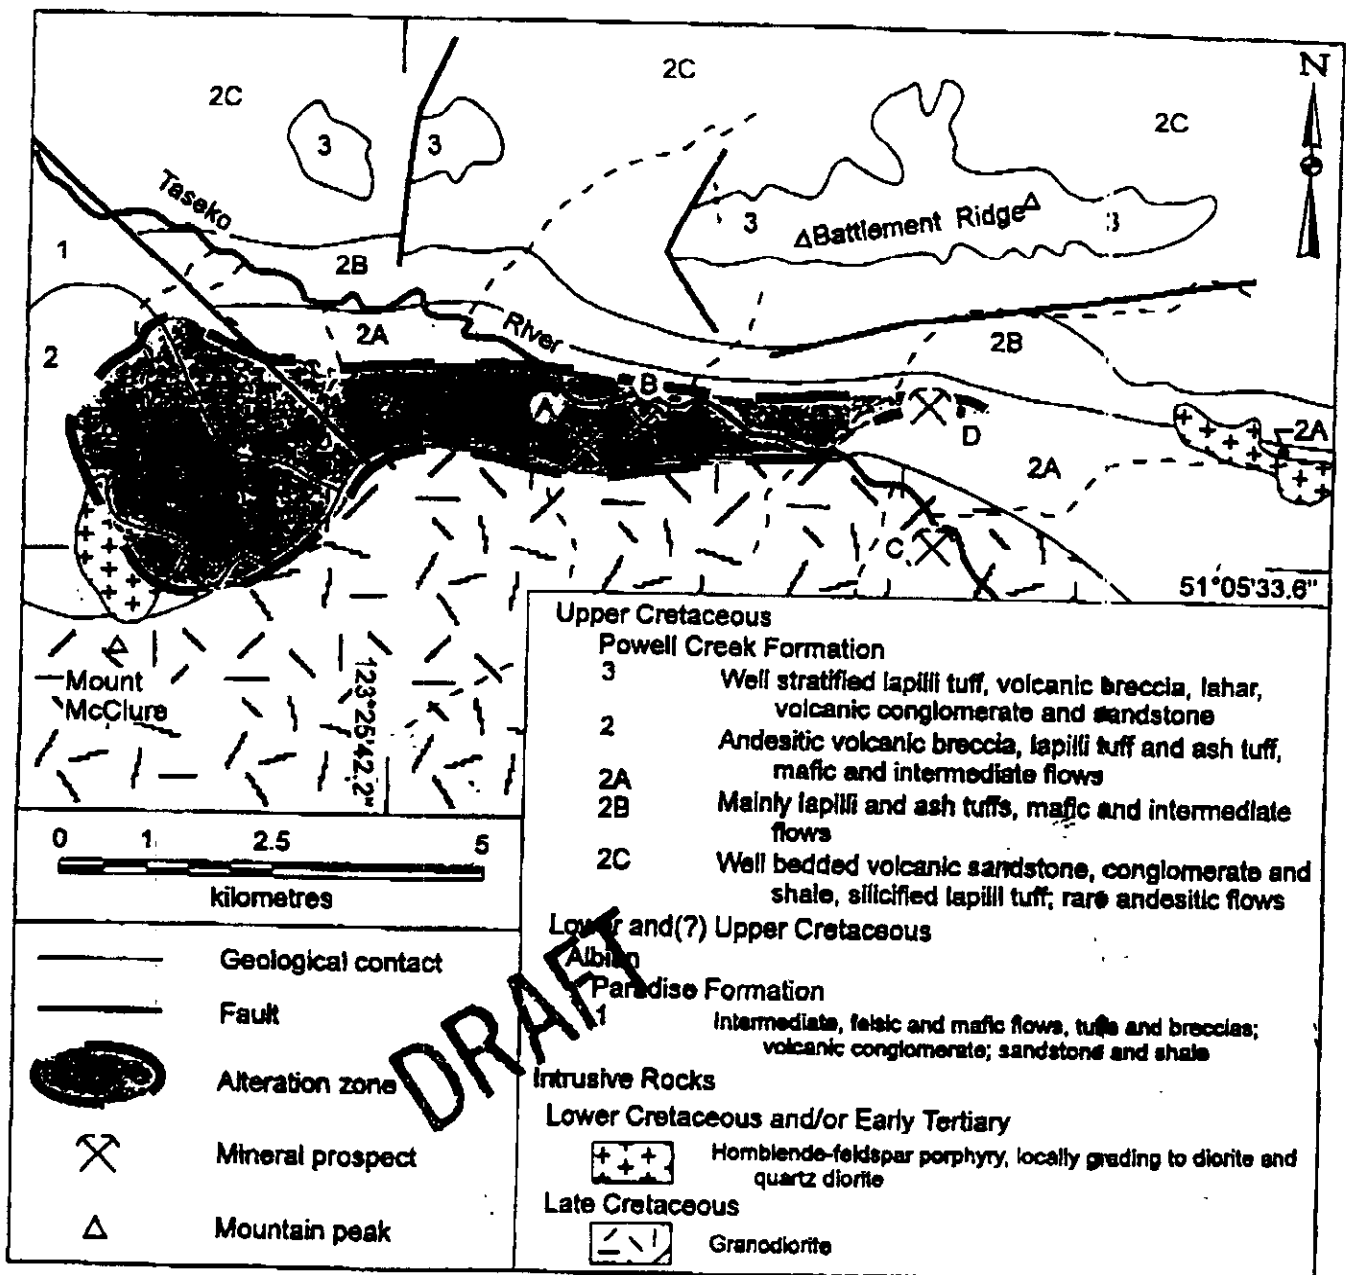 N
2C
2C
2C
3
3
3
3
Taseko
△Battlement Ridge△
1
2B
2A
River
2B
2
B
A
D
2A
2A
C
51°05'33.6"
Mount
McClure
123°25'42.2"
0 1 2.5 5
kilometres
Geological contact
Fault
Alteration zone
Mineral prospect
Mountain peak
DRAFT
Upper Cretaceous
Powell Creek Formation
3 Well stratified lapilli tuff, volcanic breccia, lahar,
volcanic conglomerate and sandstone
2 Andesitic volcanic breccia, lapilli tuff and ash tuff,
2A mafic and intermediate flows
2B Mainly lapilli and ash tuffs, mafic and intermediate
flows
2C Well bedded volcanic sandstone, conglomerate and
shale, silicified lapilli tuff; rare andesitic flows
Lower and(?) Upper Cretaceous
Albian
Paradise Formation
1 Intermediate, felsic and mafic flows, tuffs and breccias;
volcanic conglomerate; sandstone and shale
Intrusive Rocks
Lower Cretaceous and/or Early Tertiary
Hornblende-feldspar porphyry, locally grading to diorite and
quartz diorite
Late Cretaceous
Granodiorite